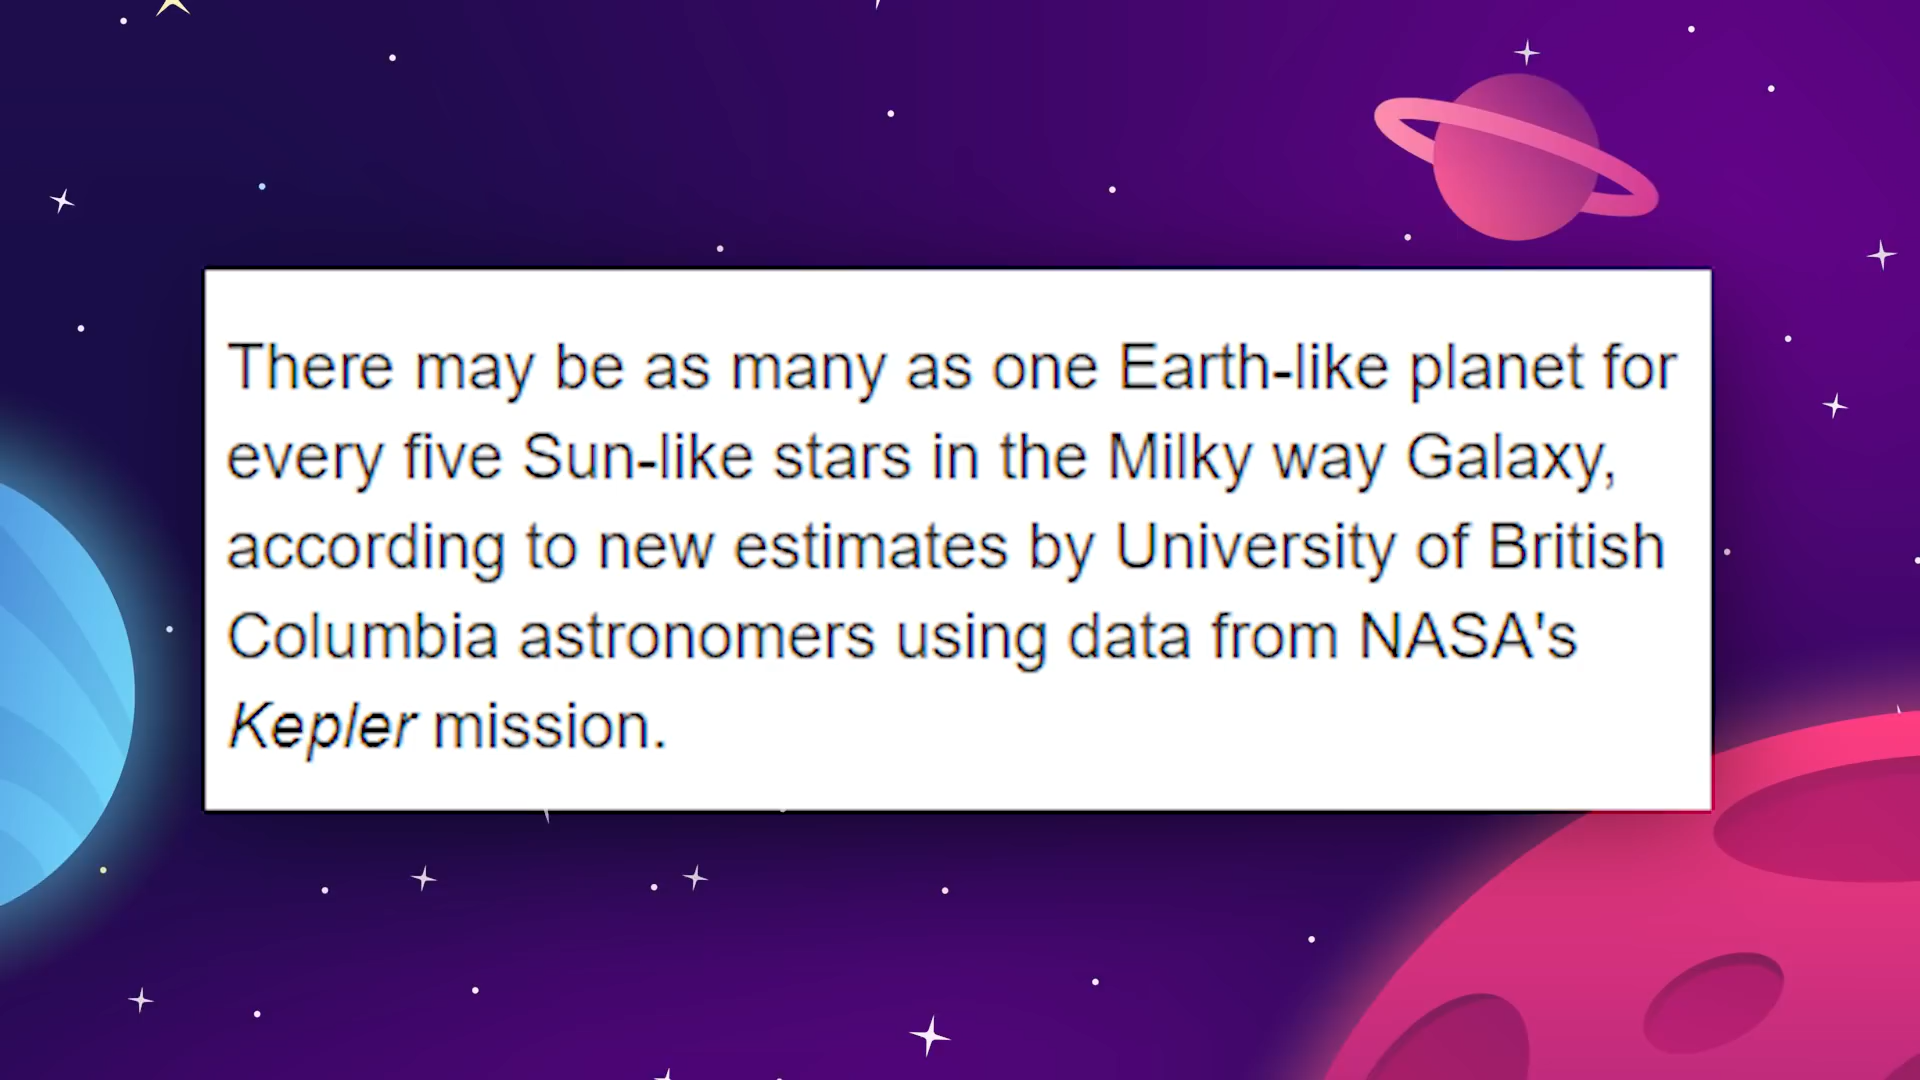 There may be as many as one Earth-like planet for
every five Sun-like stars in the Milky way Galaxy,
according to new estimates by University of British
Columbia astronomers using data from NASA's
Kepler mission.